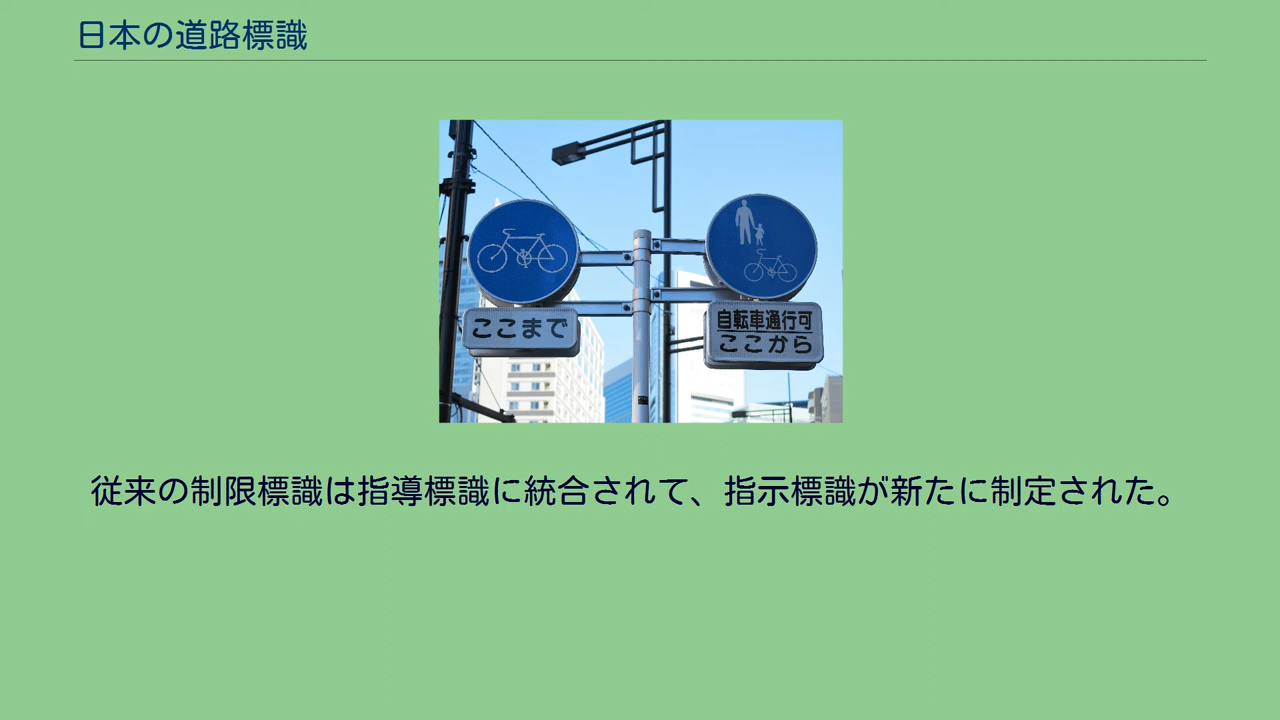 日本の道路標識
ここまで
自転車通行可
ここから
従来の制限標識は指導標識に統合されて、指示標識が新たに制定された。